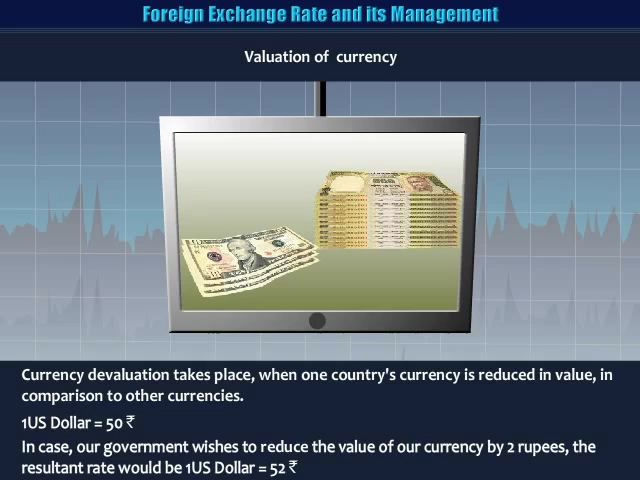 Foreign Exchange Rate and its Management
Valuation of currency
Currency devaluation takes place, when one country's currency is reduced in value, in
comparison to other currencies.
1US Dollar = 50 ₹
In case, our government wishes to reduce the value of our currency by 2 rupees, the
resultant rate would be 1US Dollar = 52 ₹